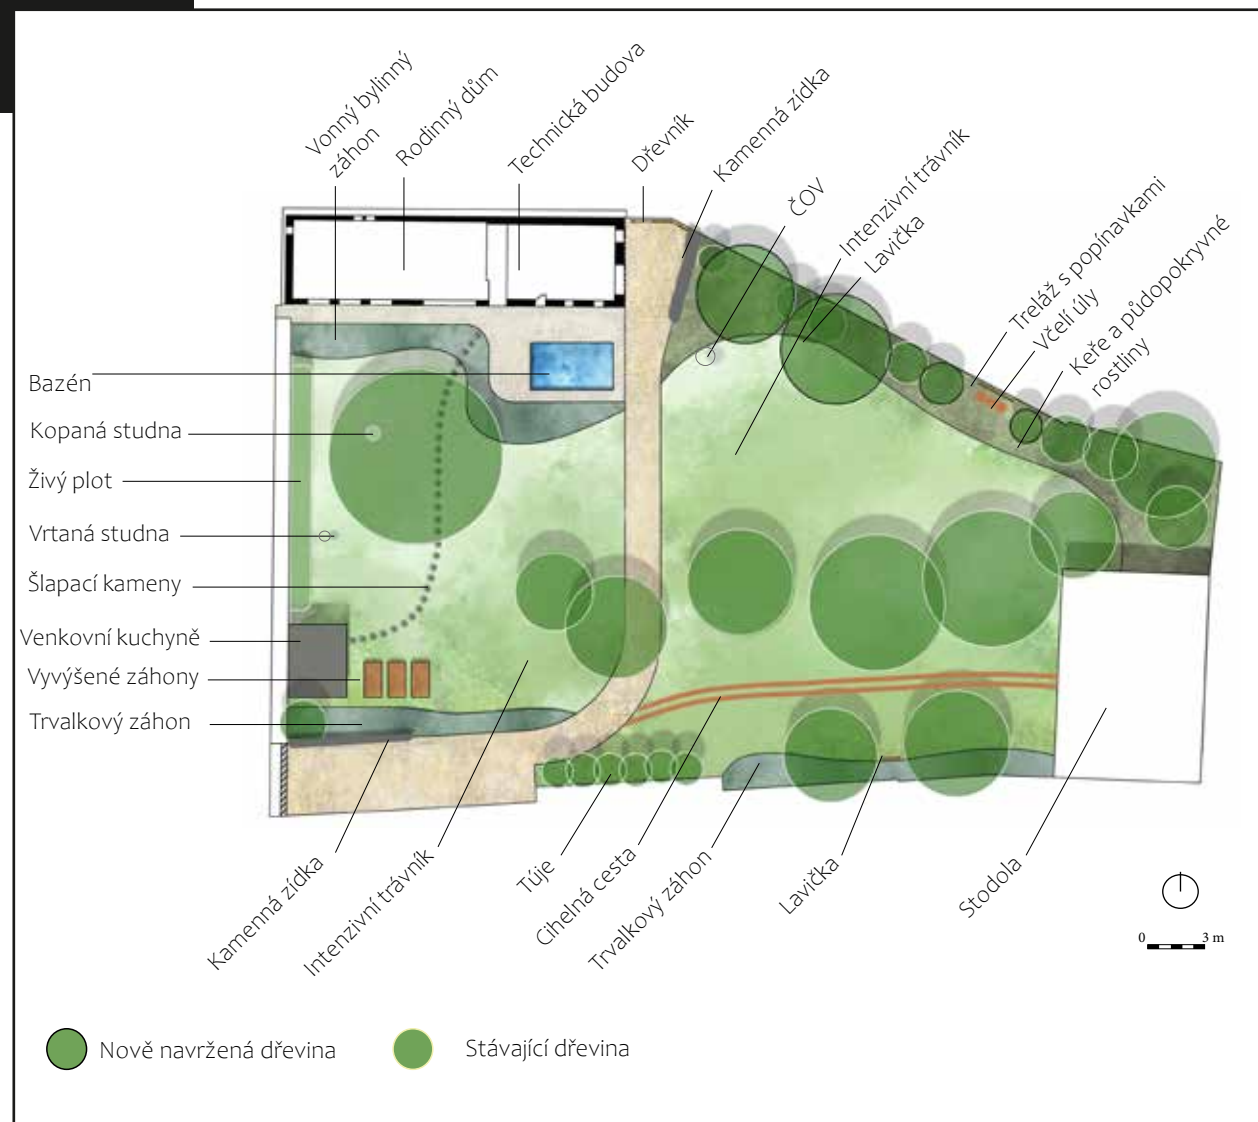 Vonný bylinný
záhon
Rodinný dům
Technická budova
Dřevník
Kamenná zídka
ČOV
Intenzivní trávník
Lavička
Treláž s popínavkami
Včelí úly
Keře a půdopokryvné
rostliny
Bazén
Kopaná studna
Živý plot
Vrtaná studna
Šlapací kameny
Venkovní kuchyně
Vyvýšené záhony
Trvalkový záhon
Kamenná zídka
Intenzivní trávník
Túje
Cihelná cesta
Trvalkový záhon
Lavička
Stodola
0 3 m
Nově navržená dřevina
Stávající dřevina